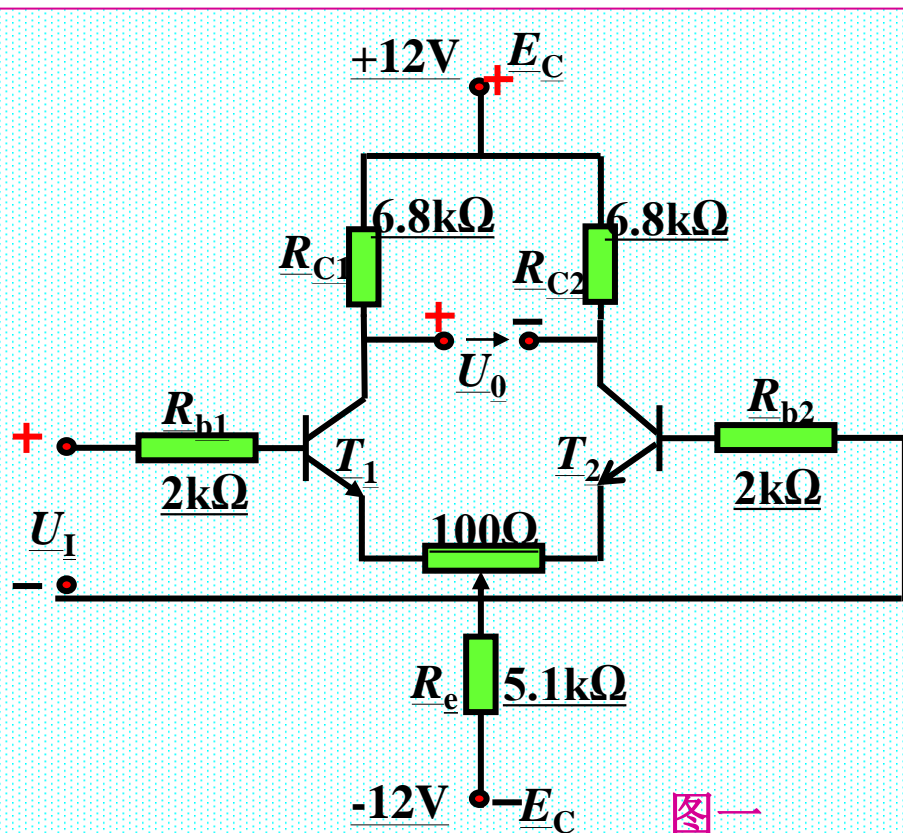 +12V + E_C
6.8kΩ 6.8kΩ
R_C1 R_C2
+ −
U_0
R_b1 R_b2
+
T_1 T_2
2kΩ 2kΩ
U_I 100Ω
−
R_e 5.1kΩ
-12V −E_C
图一